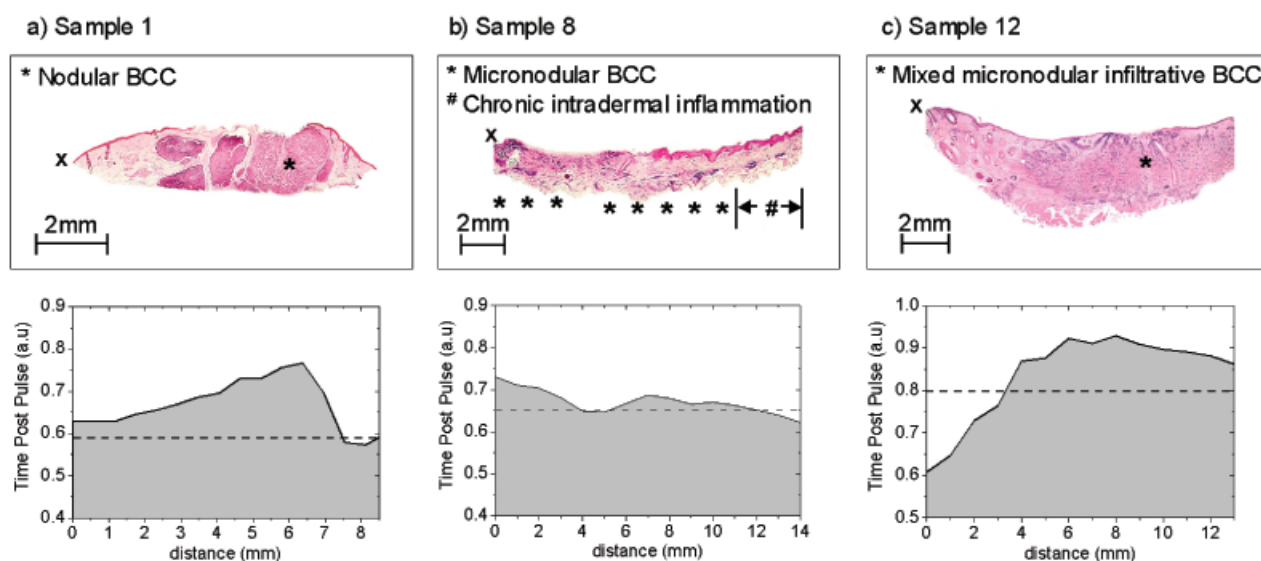 a) Sample 1
* Nodular BCC
x
*
2mm
b) Sample 8
* Micronodular BCC
# Chronic intradermal inflammation
x
* * * * * * * * #
2mm
c) Sample 12
* Mixed micronodular infiltrative BCC
x
*
2mm
Time Post Pulse (a.u)
0.9
0.8
0.7
0.6
0.5
0.4
0 1 2 3 4 5 6 7 8
distance (mm)
Time Post Pulse (a.u)
0.9
0.8
0.7
0.6
0.5
0.4
0 2 4 6 8 10 12 14
distance (mm)
Time Post Pulse (a.u)
1.0
0.9
0.8
0.7
0.6
0.5
0 2 4 6 8 10 12
distance (mm)